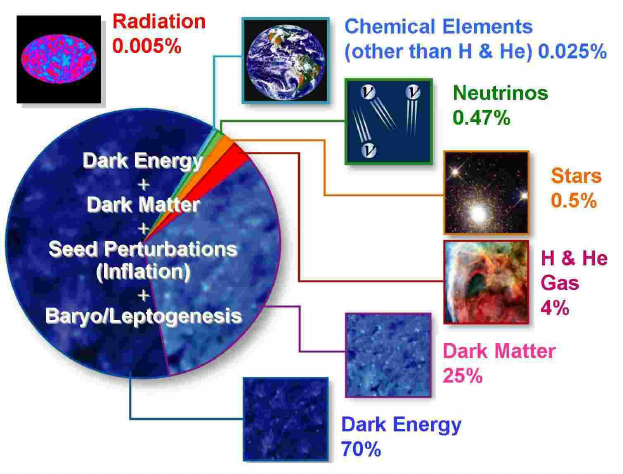 Radiation
0.005%
Chemical Elements
(other than H & He) 0.025%
ν ν
ν
Neutrinos
0.47%
Stars
0.5%
H & He
Gas
4%
Dark Matter
25%
Dark Energy
70%
Dark Energy
+
Dark Matter
+
Seed Perturbations
(Inflation)
+
Baryo/Leptogenesis